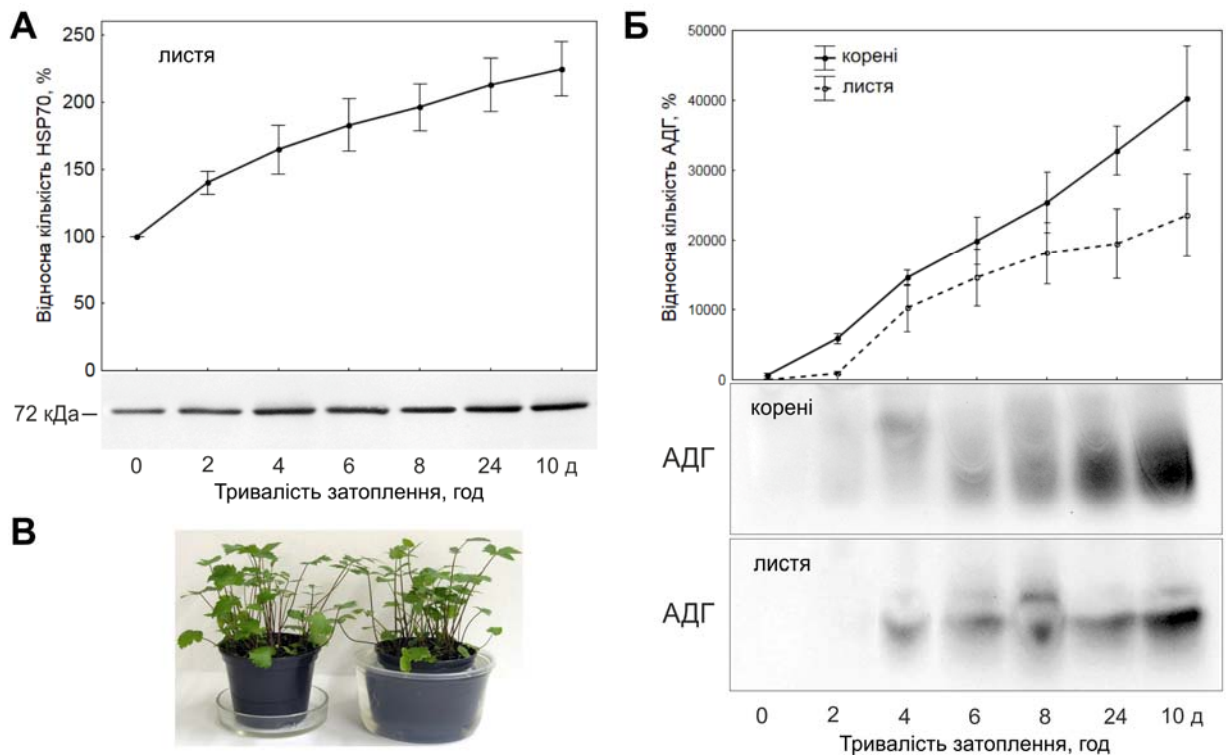 А
Відносна кількість HSP70, %
250
200
150
100
50
0
листя
72 кДа
0 2 4 6 8 24 10 д
Тривалість затоплення, год
Б
Відносна кількість АДГ, %
50000
40000
30000
20000
10000
0
корені
листя
корені
АДГ
листя
АДГ
0 2 4 6 8 24 10 д
Тривалість затоплення, год
В